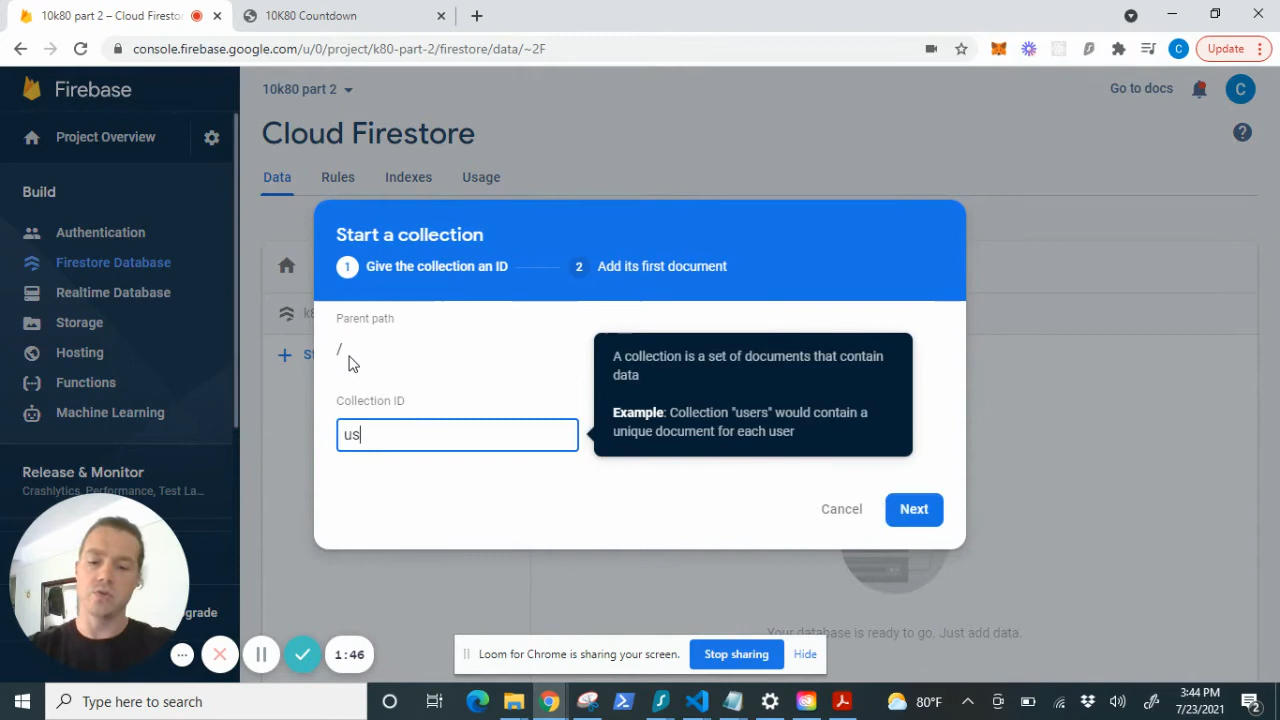 10k80 part 2 – Cloud Firesto
10K80 Countdown
console.firebase.google.com/u/0/project/k80-part-2/firestore/data/~2F
C
Update
Firebase
10k80 part 2
Go to docs
C
Project Overview
Cloud Firestore
Data
Rules
Indexes
Usage
Build
Authentication
Firestore Database
Realtime Database
Storage
Hosting
Functions
Machine Learning
Release & Monitor
Crashlytics, Performance, Test La...
Start a collection
1 Give the collection an ID
2 Add its first document
Parent path
/
Collection ID
us
A collection is a set of documents that contain
data
Example: Collection "users" would contain a
unique document for each user
Cancel
Next
Your database is ready to go. Just add data.
1:46
Loom for Chrome is sharing your screen.
Stop sharing
Hide
Type here to search
80°F
3:44 PM
7/23/2021
2